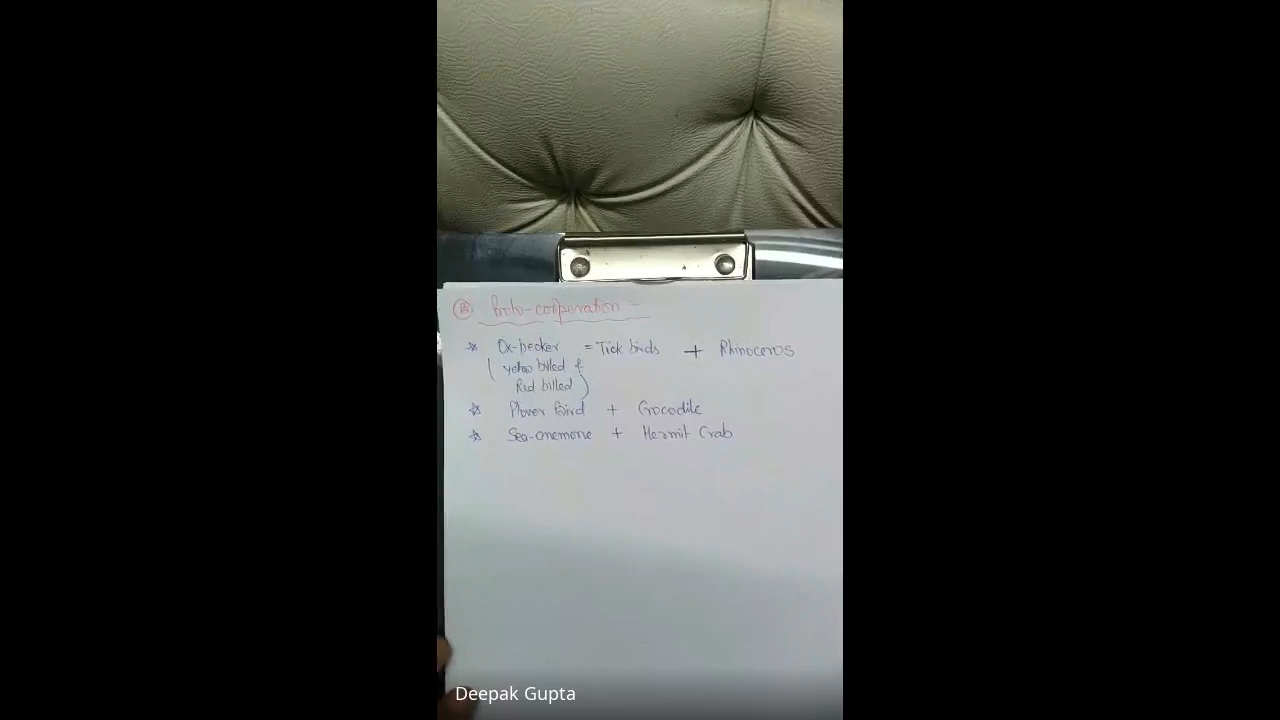 B Proto-cooperation :-
* Ox-pecker = Tick birds + Rhinoceros
( yellow billed &
Red billed )
* Plover Bird + Crocodile
* Sea-anemone + Hermit Crab
Deepak Gupta